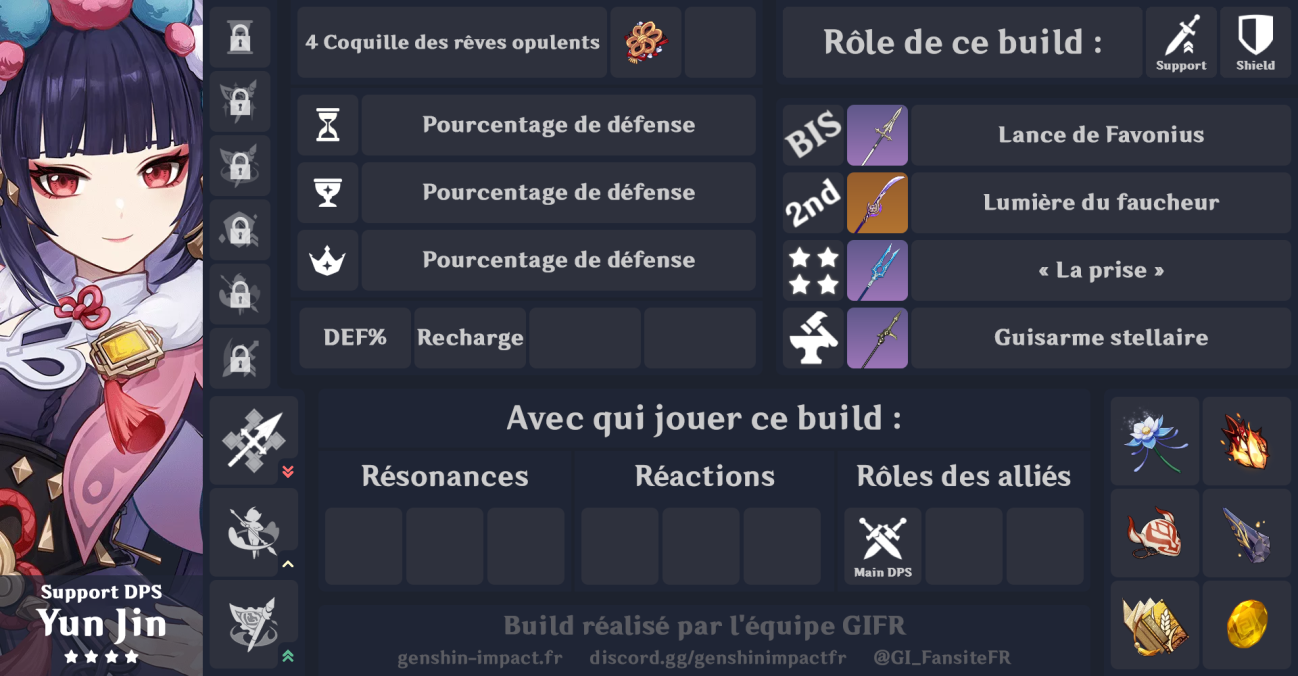 4 Coquille des rêves opulents
Rôle de ce build :
Support
Shield
Pourcentage de défense
Pourcentage de défense
Pourcentage de défense
DEF%
Recharge
BIS
Lance de Favonius
2nd
Lumière du faucheur
« La prise »
Guisarme stellaire
Avec qui jouer ce build :
Résonances
Réactions
Rôles des alliés
Main DPS
Support DPS
Yun Jin
Build réalisé par l'équipe GIFR
genshin-impact.fr
discord.gg/genshinimpactfr
@GI_FansiteFR